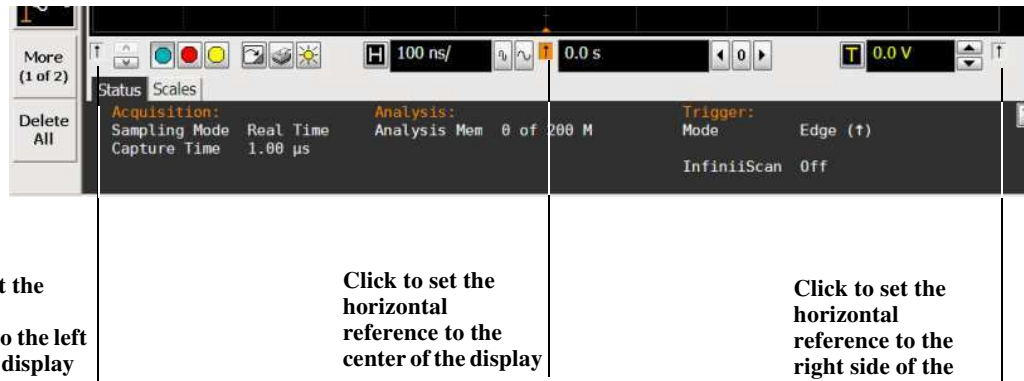 More
(1 of 2)
Delete
All
H 100 ns/ 0.0 s 0 T 0.0 V
Status Scales
Acquisition: Analysis: Trigger:
Sampling Mode Real Time Analysis Mem 0 of 200 M Mode Edge (↑)
Capture Time 1.00 µs
InfiniiScan Off
t the
o the left
display
Click to set the
horizontal
reference to the
center of the display
Click to set the
horizontal
reference to the
right side of the